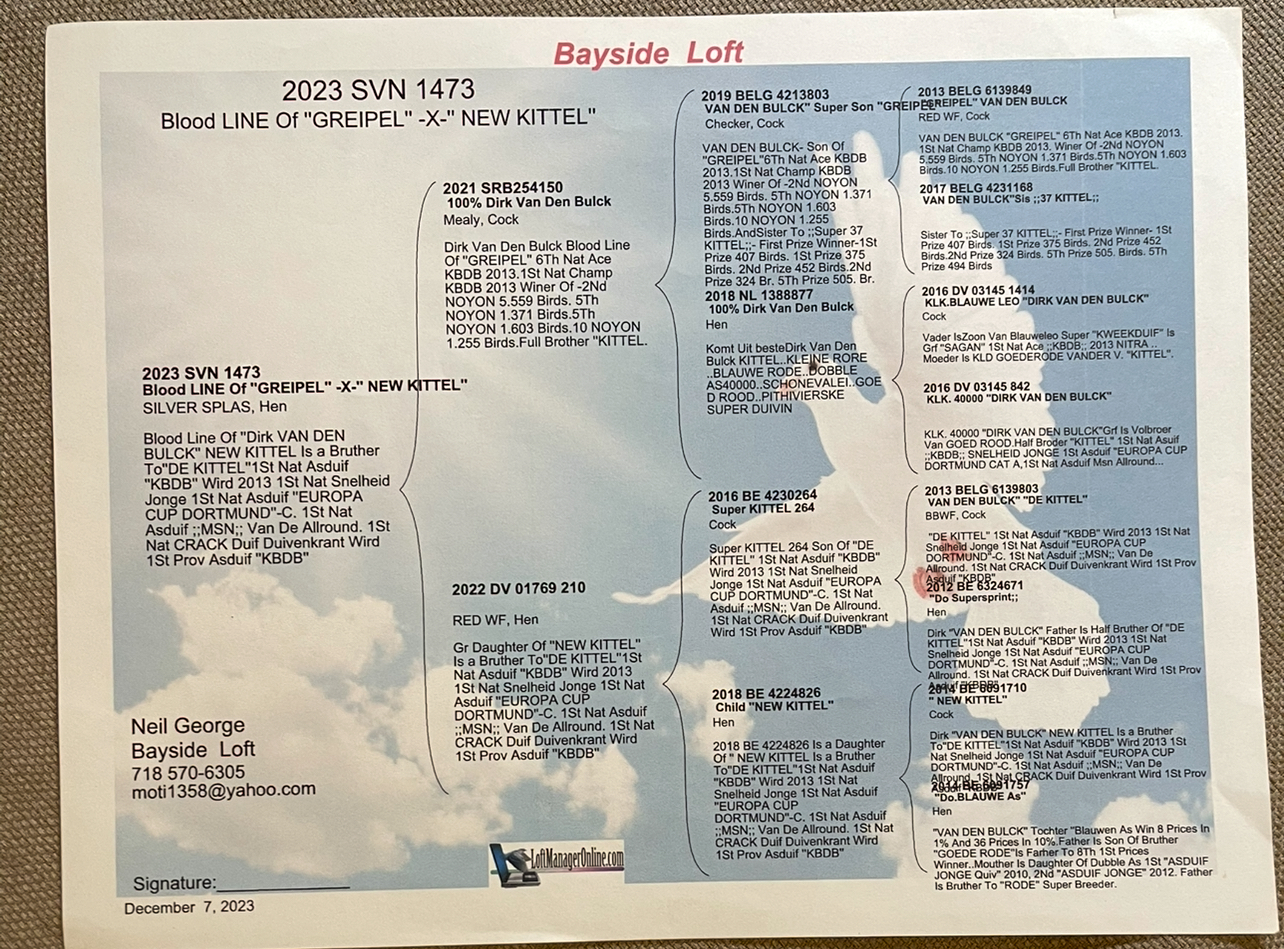 Bayside Loft
2023 SVN 1473
Blood LINE Of "GREIPEL" -X-" NEW KITTEL"
2023 SVN 1473
Blood LINE Of "GREIPEL" -X-" NEW KITTEL"
SILVER SPLAS, Hen
Blood Line Of "Dirk VAN DEN
BULCK" NEW KITTEL Is a Bruther
To"DE KITTEL"1St Nat Asduif
"KBDB" Wird 2013 1St Nat Snelheid
Jonge 1St Nat Asduif "EUROPA
CUP DORTMUND"-C. 1St Nat
Asduif ;;MSN;; Van De Allround. 1St
Nat CRACK Duif Duivenkrant Wird
1St Prov Asduif "KBDB"
2021 SRB254150
100% Dirk Van Den Bulck
Mealy, Cock
Dirk Van Den Bulck Blood Line
Of "GREIPEL" 6Th Nat Ace
KBDB 2013.1St Nat Champ
KBDB 2013 Winer Of -2Nd
NOYON 5.559 Birds. 5Th
NOYON 1.371 Birds.5Th
NOYON 1.603 Birds.10 NOYON
1.255 Birds.Full Brother "KITTEL.
2022 DV 01769 210
RED WF, Hen
Gr Daughter Of "NEW KITTEL"
Is a Bruther To"DE KITTEL"1St
Nat Asduif "KBDB" Wird 2013
1St Nat Snelheid Jonge 1St Nat
Asduif "EUROPA CUP
DORTMUND"-C. 1St Nat Asduif
;;MSN;; Van De Allround. 1St Nat
CRACK Duif Duivenkrant Wird
1St Prov Asduif "KBDB"
2019 BELG 4213803
VAN DEN BULCK" Super Son "GREIPEL"
Checker, Cock
VAN DEN BULCK- Son Of
"GREIPEL"6Th Nat Ace KBDB
2013.1St Nat Champ KBDB
2013 Winer Of -2Nd NOYON
5.559 Birds. 5Th NOYON 1.371
Birds.5Th NOYON 1.603
Birds.10 NOYON 1.255
Birds.AndSister To ;;Super 37
KITTEL;;- First Prize Winner-1St
Prize 407 Birds. 1St Prize 375
Birds. 2Nd Prize 452 Birds.2Nd
Prize 324 Br. 5Th Prize 505. Br.
2018 NL 1388877
100% Dirk Van Den Bulck
Hen
Komt Uit besteDirk Van Den
Bulck KITTEL..KLEINE RORE
..BLAUWE RODE..DOBBLE
AS40000..SCHONEVALEI..GOE
D ROOD..PITHIVIERSKE
SUPER DUIVIN
2016 BE 4230264
Super KITTEL 264
Cock
Super KITTEL 264 Son Of "DE
KITTEL" 1St Nat Asduif "KBDB"
Wird 2013 1St Nat Snelheid
Jonge 1St Nat Asduif "EUROPA
CUP DORTMUND"-C. 1St Nat
Asduif ;;MSN;; Van De Allround.
1St Nat CRACK Duif Duivenkrant
Wird 1St Prov Asduif "KBDB"
2018 BE 4224826
Child "NEW KITTEL"
Hen
2018 BE 4224826 Is a Daughter
Of " NEW KITTEL Is a Bruther
To"DE KITTEL"1St Nat Asduif
"KBDB" Wird 2013 1St Nat
Snelheid Jonge 1St Nat Asduif
"EUROPA CUP
DORTMUND"-C. 1St Nat Asduif
;;MSN;; Van De Allround. 1St Nat
CRACK Duif Duivenkrant Wird
1St Prov Asduif "KBDB"
2013 BELG 6139849
"GREIPEL" VAN DEN BULCK
RED WF, Cock
VAN DEN BULCK "GREIPEL" 6Th Nat Ace KBDB 2013.
1St Nat Champ KBDB 2013. Winer Of -2Nd NOYON
5.559 Birds. 5Th NOYON 1.371 Birds.5Th NOYON 1.603
Birds.10 NOYON 1.255 Birds.Full Brother "KITTEL.
2017 BELG 4231168
VAN DEN BULCK"Sis ;;37 KITTEL;;
Sister To ;;Super 37 KITTEL;;- First Prize Winner- 1St
Prize 407 Birds. 1St Prize 375 Birds. 2Nd Prize 452
Birds.2Nd Prize 324 Birds. 5Th Prize 505. Birds. 5Th
Prize 494 Birds
2016 DV 03145 1414
KLK.BLAUWE LEO "DIRK VAN DEN BULCK"
Cock
Vader IsZoon Van Blauweleo Super "KWEEKDUIF" Is
Grf "SAGAN" 1St Nat Ace ;;KBDB;; 2013 NITRA ..
Moeder Is KLD GOEDERODE VANDER V. "KITTEL".
2016 DV 03145 842
KLK. 40000 "DIRK VAN DEN BULCK"
KLK. 40000 "DIRK VAN DEN BULCK"Grf Is Volbroer
Van GOED ROOD.Half Broder "KITTEL" 1St Nat Asuif
;;KBDB;; SNELHEID JONGE 1St Asduif "EUROPA CUP
DORTMUND CAT A,1St Nat Asduif Msn Allround...
2013 BELG 6139803
VAN DEN BULCK" "DE KITTEL"
BBWF, Cock
"DE KITTEL" 1St Nat Asduif "KBDB" Wird 2013 1St Nat
Snelheid Jonge 1St Nat Asduif "EUROPA CUP
DORTMUND"-C. 1St Nat Asduif ;;MSN;; Van De
Allround. 1St Nat CRACK Duif Duivenkrant Wird 1St Prov
Asduif "KBDB"
2012 BE 6324671
"Do Supersprint;;
Hen
Dirk "VAN DEN BULCK" Father Is Half Bruther Of "DE
KITTEL"1St Nat Asduif "KBDB" Wird 2013 1St Nat
Snelheid Jonge 1St Nat Asduif "EUROPA CUP
DORTMUND"-C. 1St Nat Asduif ;;MSN;; Van De
Allround. 1St Nat CRACK Duif Duivenkrant Wird 1St Prov
2014 BE 6091710
" NEW KITTEL"
Cock
Dirk "VAN DEN BULCK" NEW KITTEL Is a Bruther
To"DE KITTEL"1St Nat Asduif "KBDB" Wird 2013 1St
Nat Snelheid Jonge 1St Nat Asduif "EUROPA CUP
DORTMUND"-C. 1St Nat Asduif ;;MSN;; Van De
Allround. 1St Nat CRACK Duif Duivenkrant Wird 1St Prov
"Do.BLAUWE As"
Hen
"VAN DEN BULCK" Tochter "Blauwen As Win 8 Prices In
1% And 36 Prices In 10%.Father Is Son Of Bruther
"GOEDE RODE"Is Farher To 8Th 1St Prices
Winner..Mouther Is Daughter Of Dubble As 1St "ASDUIF
JONGE Quiv" 2010, 2Nd "ASDUIF JONGE" 2012. Father
Is Bruther To "RODE" Super Breeder.
Neil George
Bayside Loft
718 570-6305
moti1358@yahoo.com
LoftManagerOnline.com
Signature:
December 7, 2023